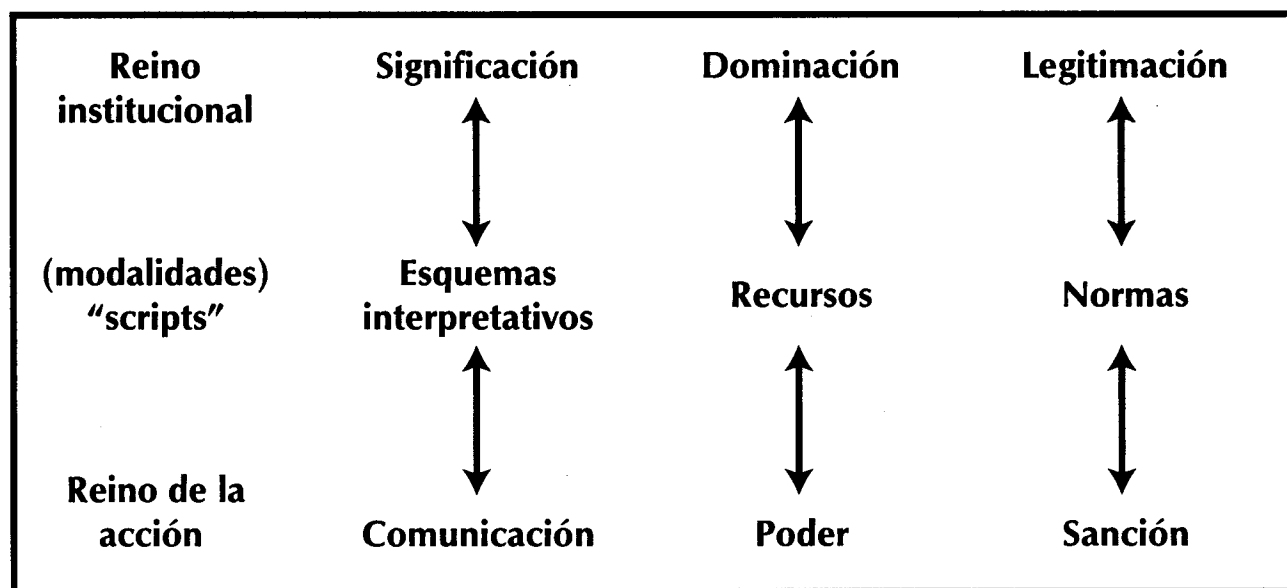 Reino institucional
Significación
Dominación
Legitimación
(modalidades)
“scripts”
Esquemas
interpretativos
Recursos
Normas
Reino de la
acción
Comunicación
Poder
Sanción